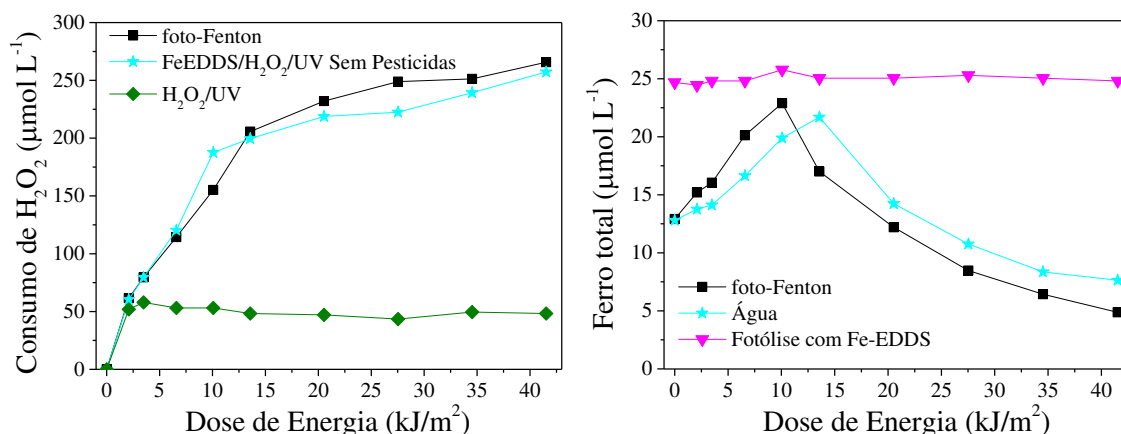 300
250
200
150
100
50
0
Consumo de H₂O₂ (μmol L⁻¹)
foto-Fenton
FeEDDS/H₂O₂/UV Sem Pesticidas
H₂O₂/UV
0 5 10 15 20 25 30 35 40
Dose de Energia (kJ/m²)
30
25
20
15
10
5
0
Ferro total (μmol L⁻¹)
foto-Fenton
Água
Fotólise com Fe-EDDS
0 5 10 15 20 25 30 35 40
Dose de Energia (kJ/m²)